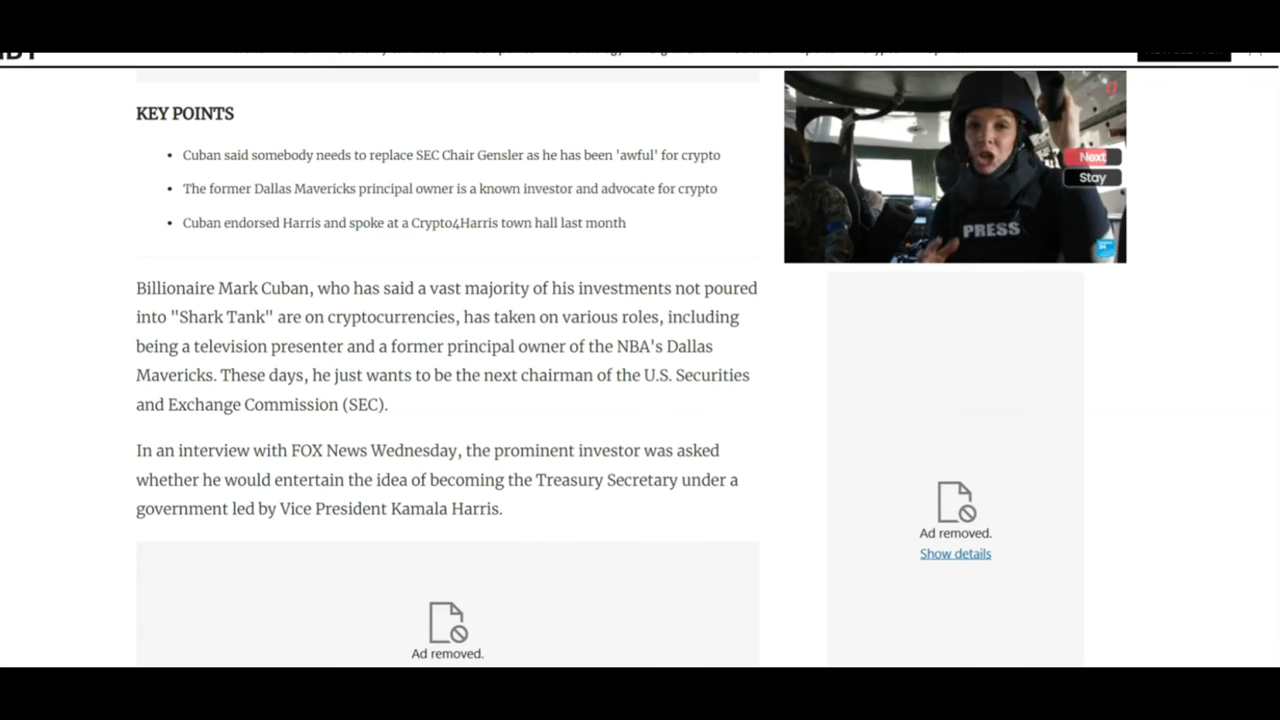 KEY POINTS
• Cuban said somebody needs to replace SEC Chair Gensler as he has been 'awful' for crypto
• The former Dallas Mavericks principal owner is a known investor and advocate for crypto
• Cuban endorsed Harris and spoke at a Crypto4Harris town hall last month
Billionaire Mark Cuban, who has said a vast majority of his investments not poured
into "Shark Tank" are on cryptocurrencies, has taken on various roles, including
being a television presenter and a former principal owner of the NBA's Dallas
Mavericks. These days, he just wants to be the next chairman of the U.S. Securities
and Exchange Commission (SEC).
In an interview with FOX News Wednesday, the prominent investor was asked
whether he would entertain the idea of becoming the Treasury Secretary under a
government led by Vice President Kamala Harris.
Ad removed.
Next
Stay
PRESS
Ad removed.
Show details